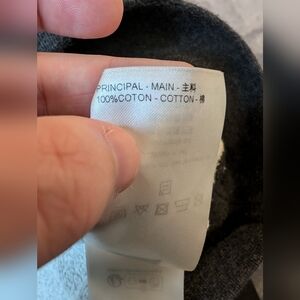 PRINCIPAL - MAIN - 主料
100%COTON - COTTON - 棉